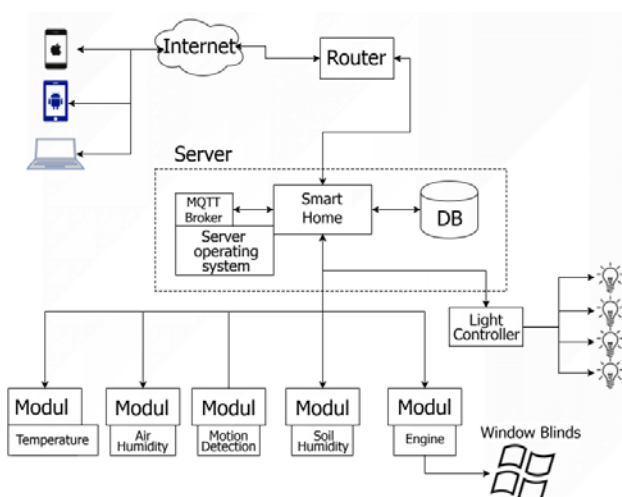 Internet
Router
Server
MQTT
Broker
Smart
Home
DB
Server
operating
system
Light
Controller
Modul
Temperature
Modul
Air
Humidity
Modul
Motion
Detection
Modul
Soil
Humidity
Modul
Engine
Window Blinds